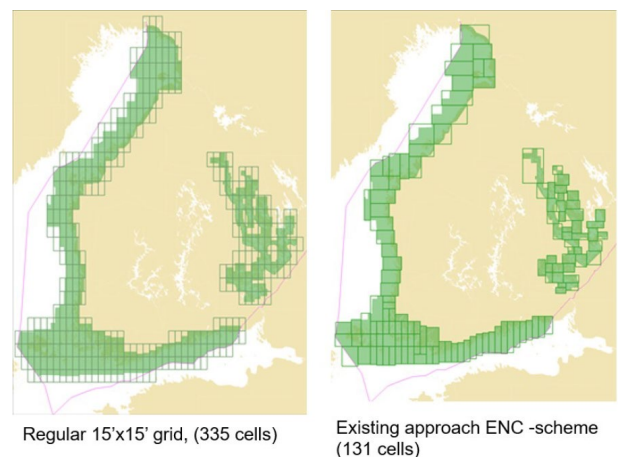 Regular 15'x15' grid, (335 cells)
Existing approach ENC -scheme
(131 cells)